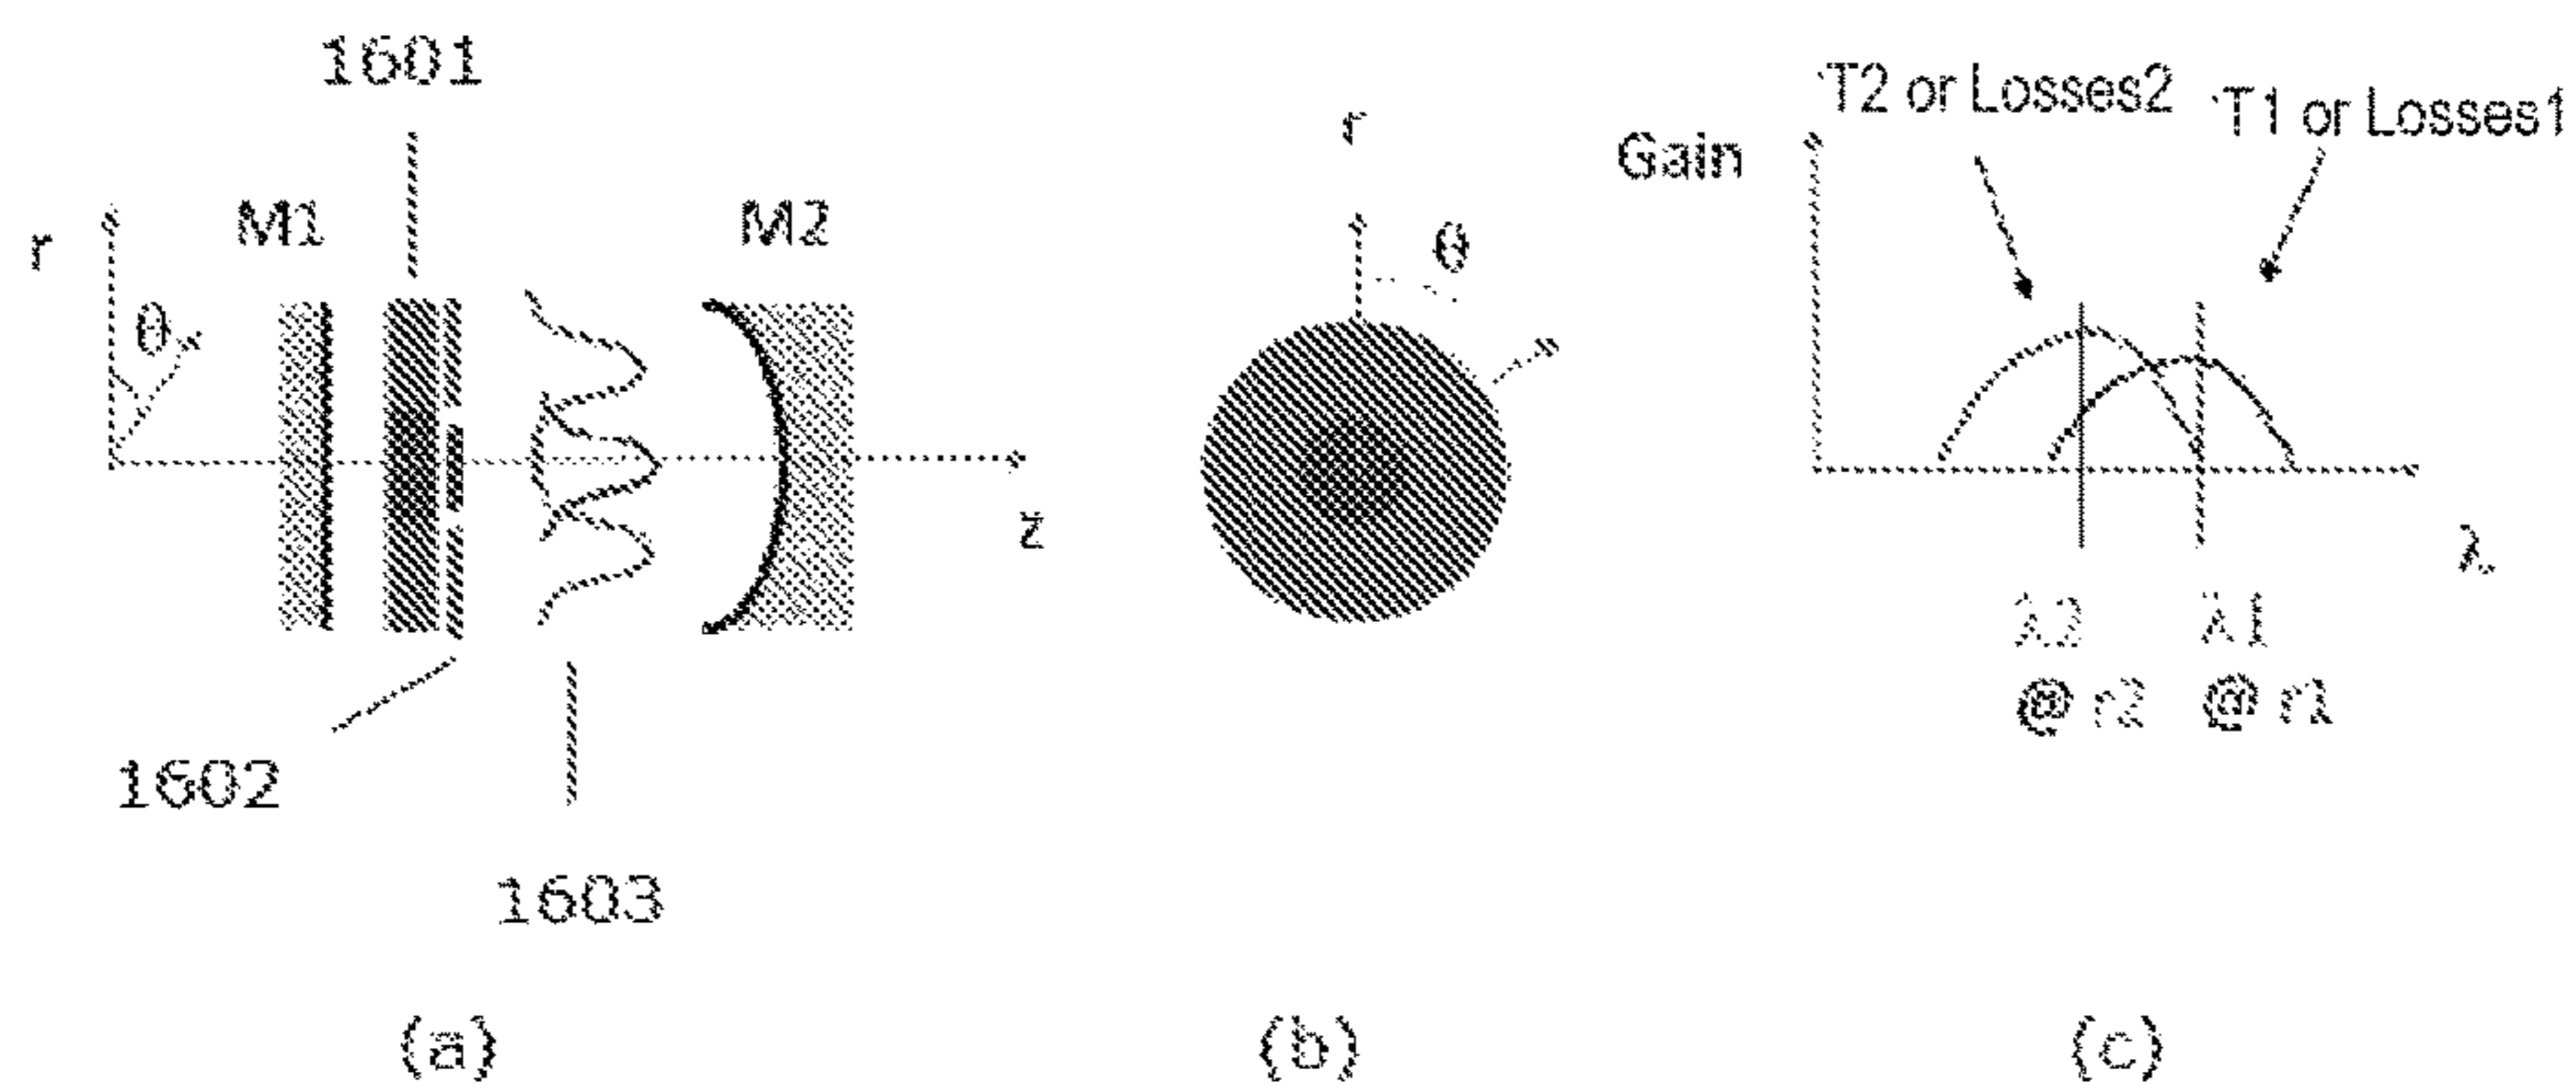 1601
r
θ
M1
M2
z
1602
1603
(a)
r
θ
(b)
Gain
T2 or Losses2
T1 or Losses1
λ
λ2
@ r2
λ1
@ r1
(c)